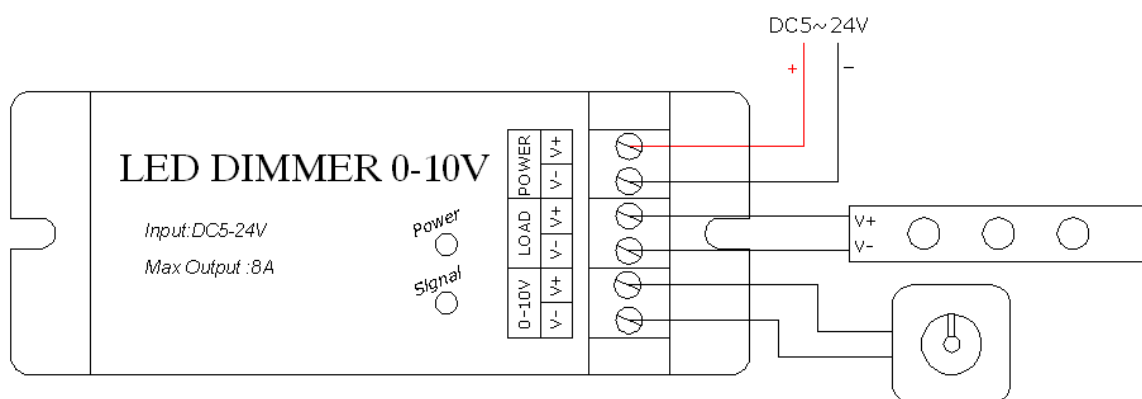 DC5~24V
+ −
LED DIMMER 0-10V
Input:DC5-24V
Max Output :8A
Power
Signal
POWER V+ V-
LOAD V+ V-
0-10V V+ V-
V+
V-